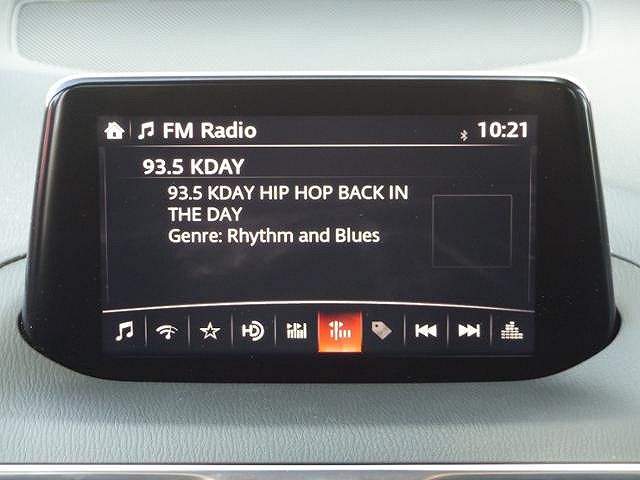 FM Radio
10:21
93.5 KDAY
93.5 KDAY HIP HOP BACK IN
THE DAY
Genre: Rhythm and Blues
HD